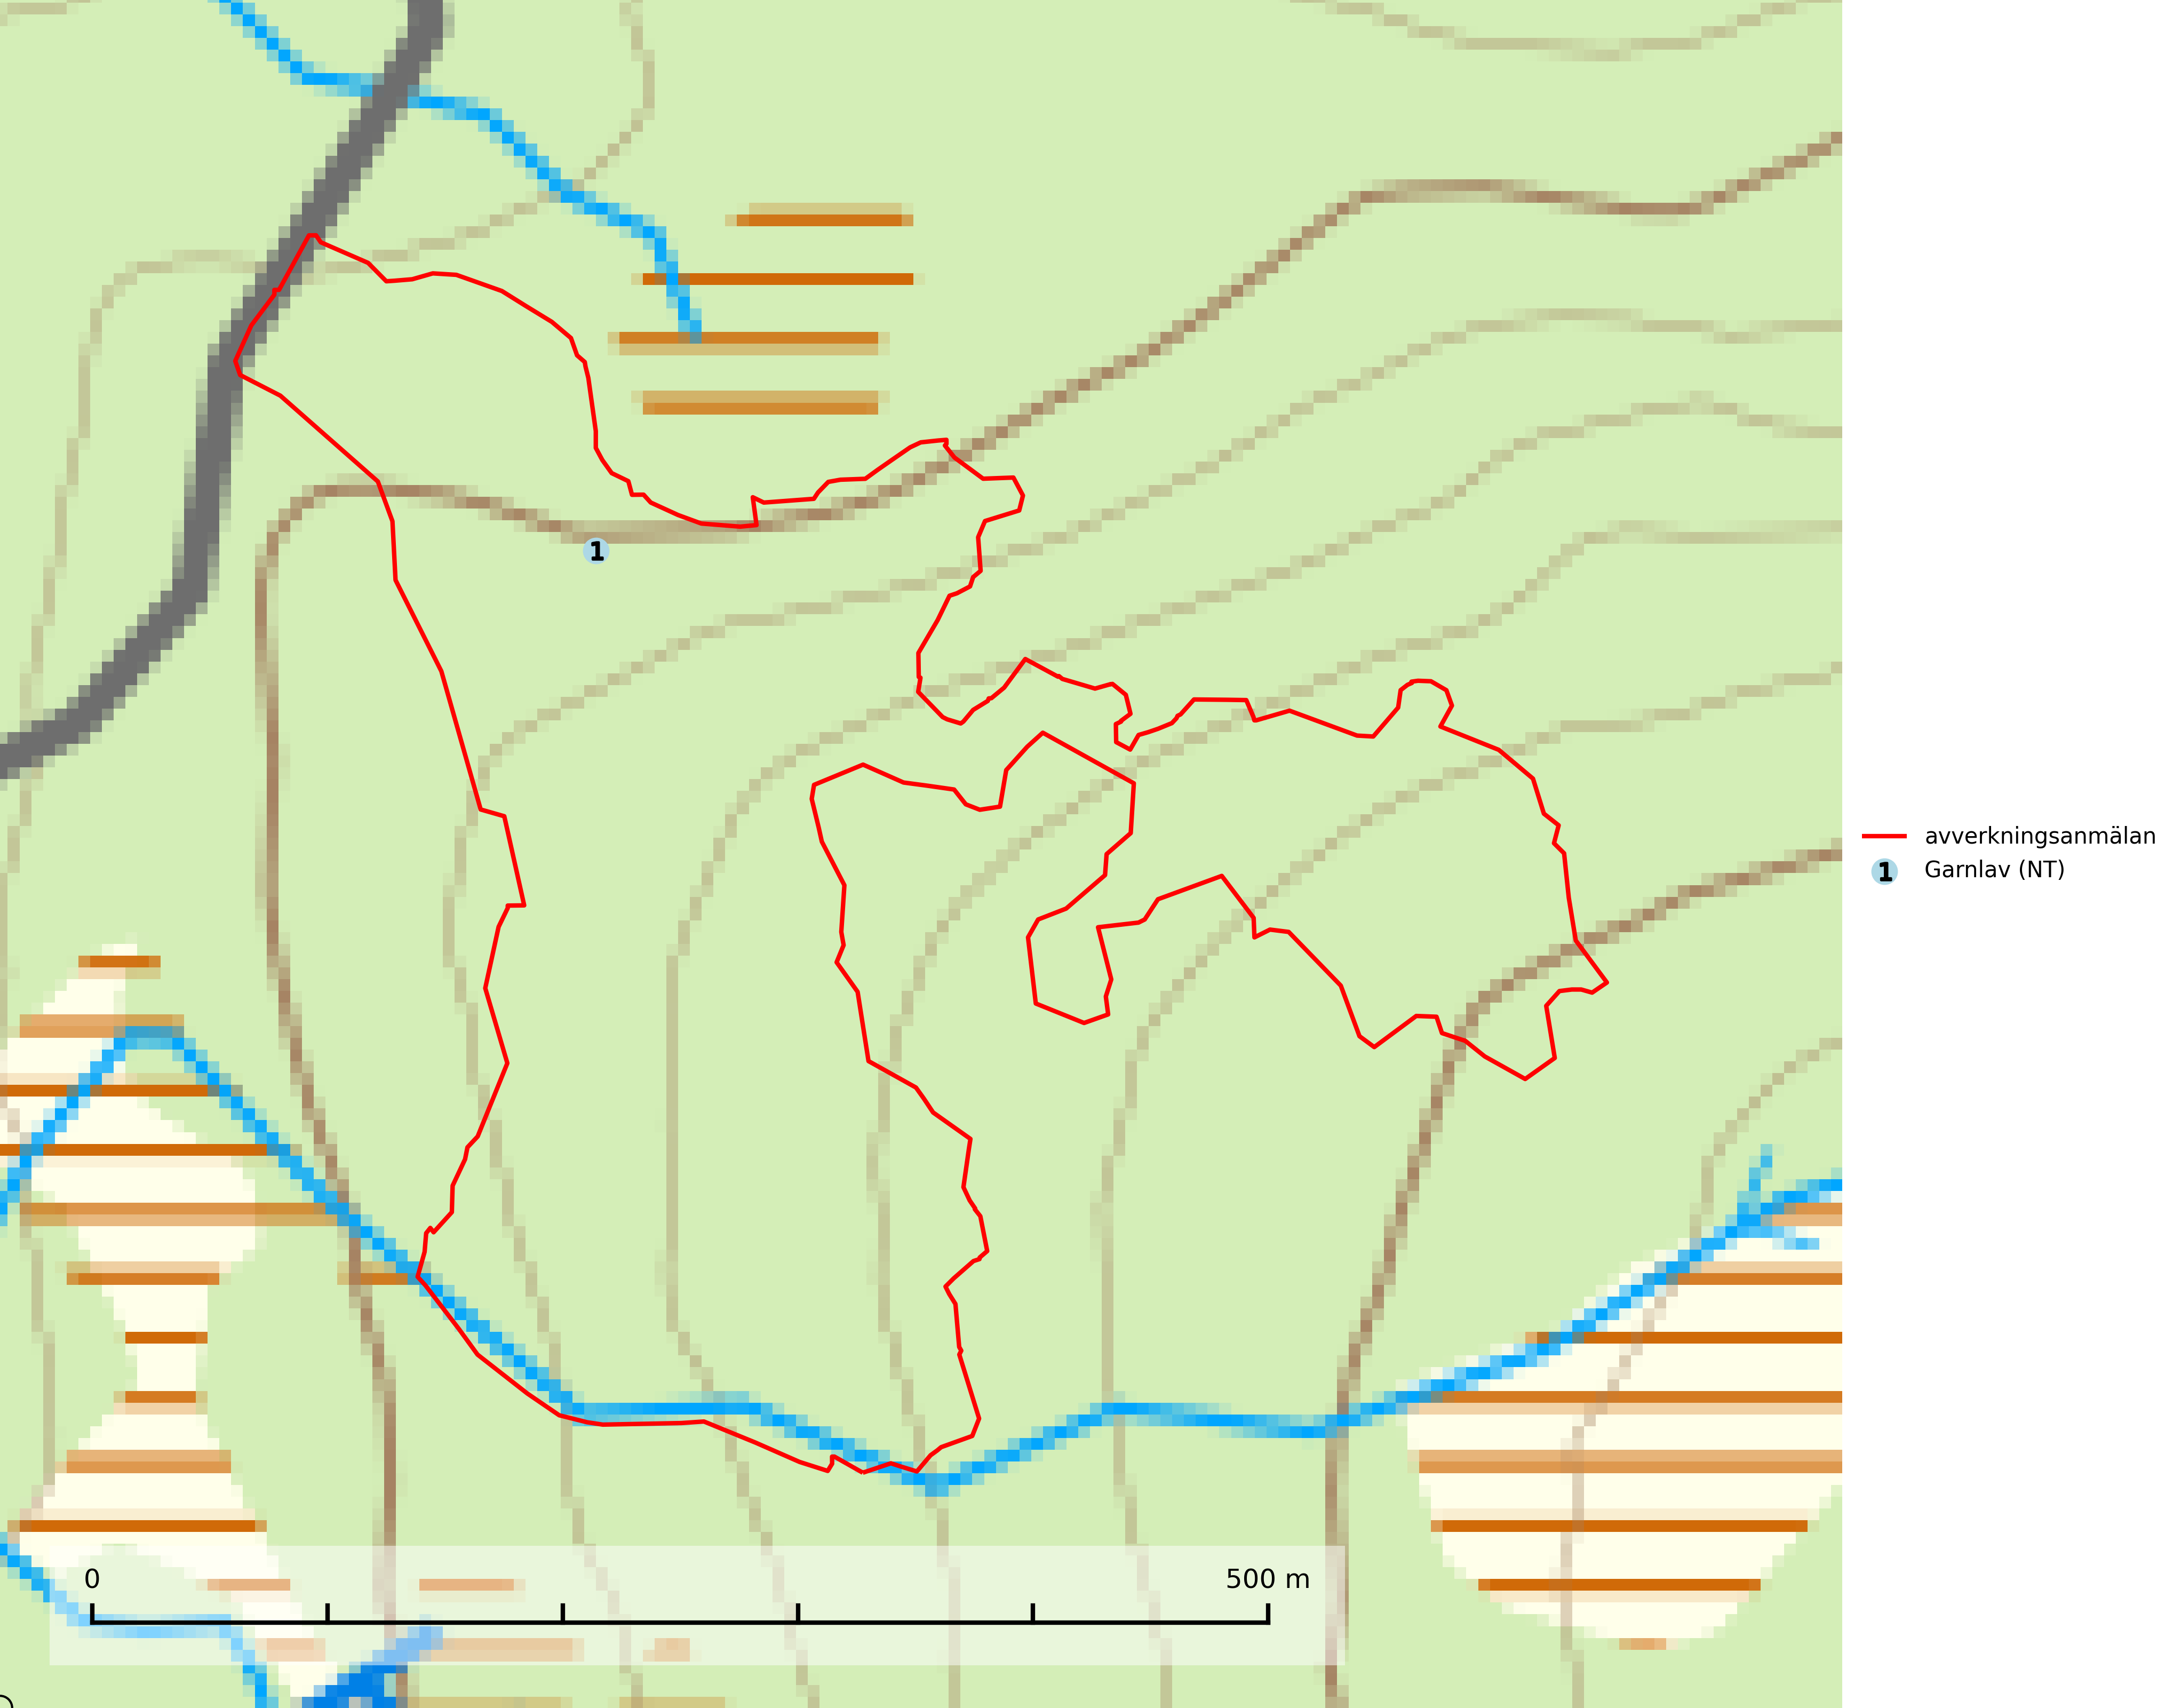 1
avverkningsanmälan
1 Garnlav (NT)
0 500 m